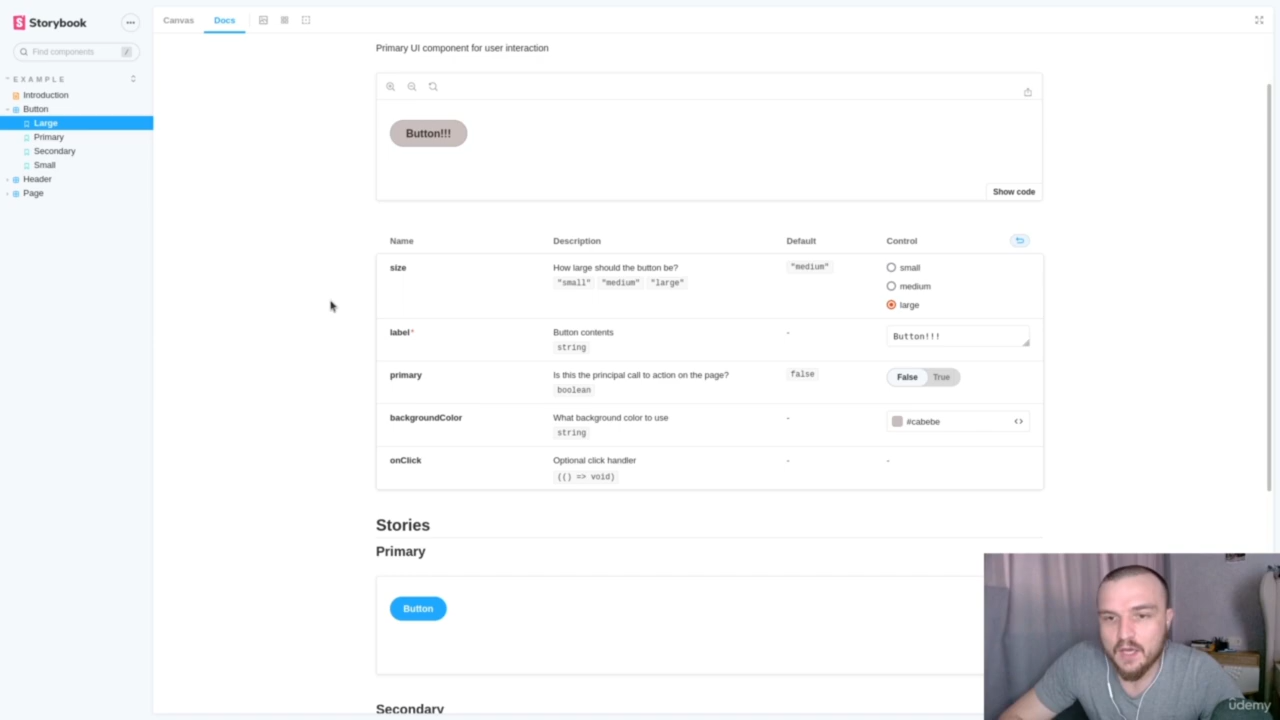 Storybook
Canvas
Docs
Find components
/
EXAMPLE
Introduction
Button
Large
Primary
Secondary
Small
Header
Page
Primary UI component for user interaction
Button!!!
Show code
Name Description Default Control
size How large should the button be? "medium" small
"small" "medium" "large" medium
large
label* Button contents - Button!!!
string
primary Is this the principal call to action on the page? false False True
boolean
backgroundColor What background color to use - #cabebe
string
onClick Optional click handler - -
(() => void)
Stories
Primary
Button
Secondary
ûdemy